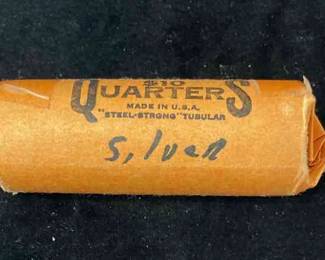 $10
QUARTERS
MADE IN U.S.A.
"STEEL-STRONG" TUBULAR
Silver